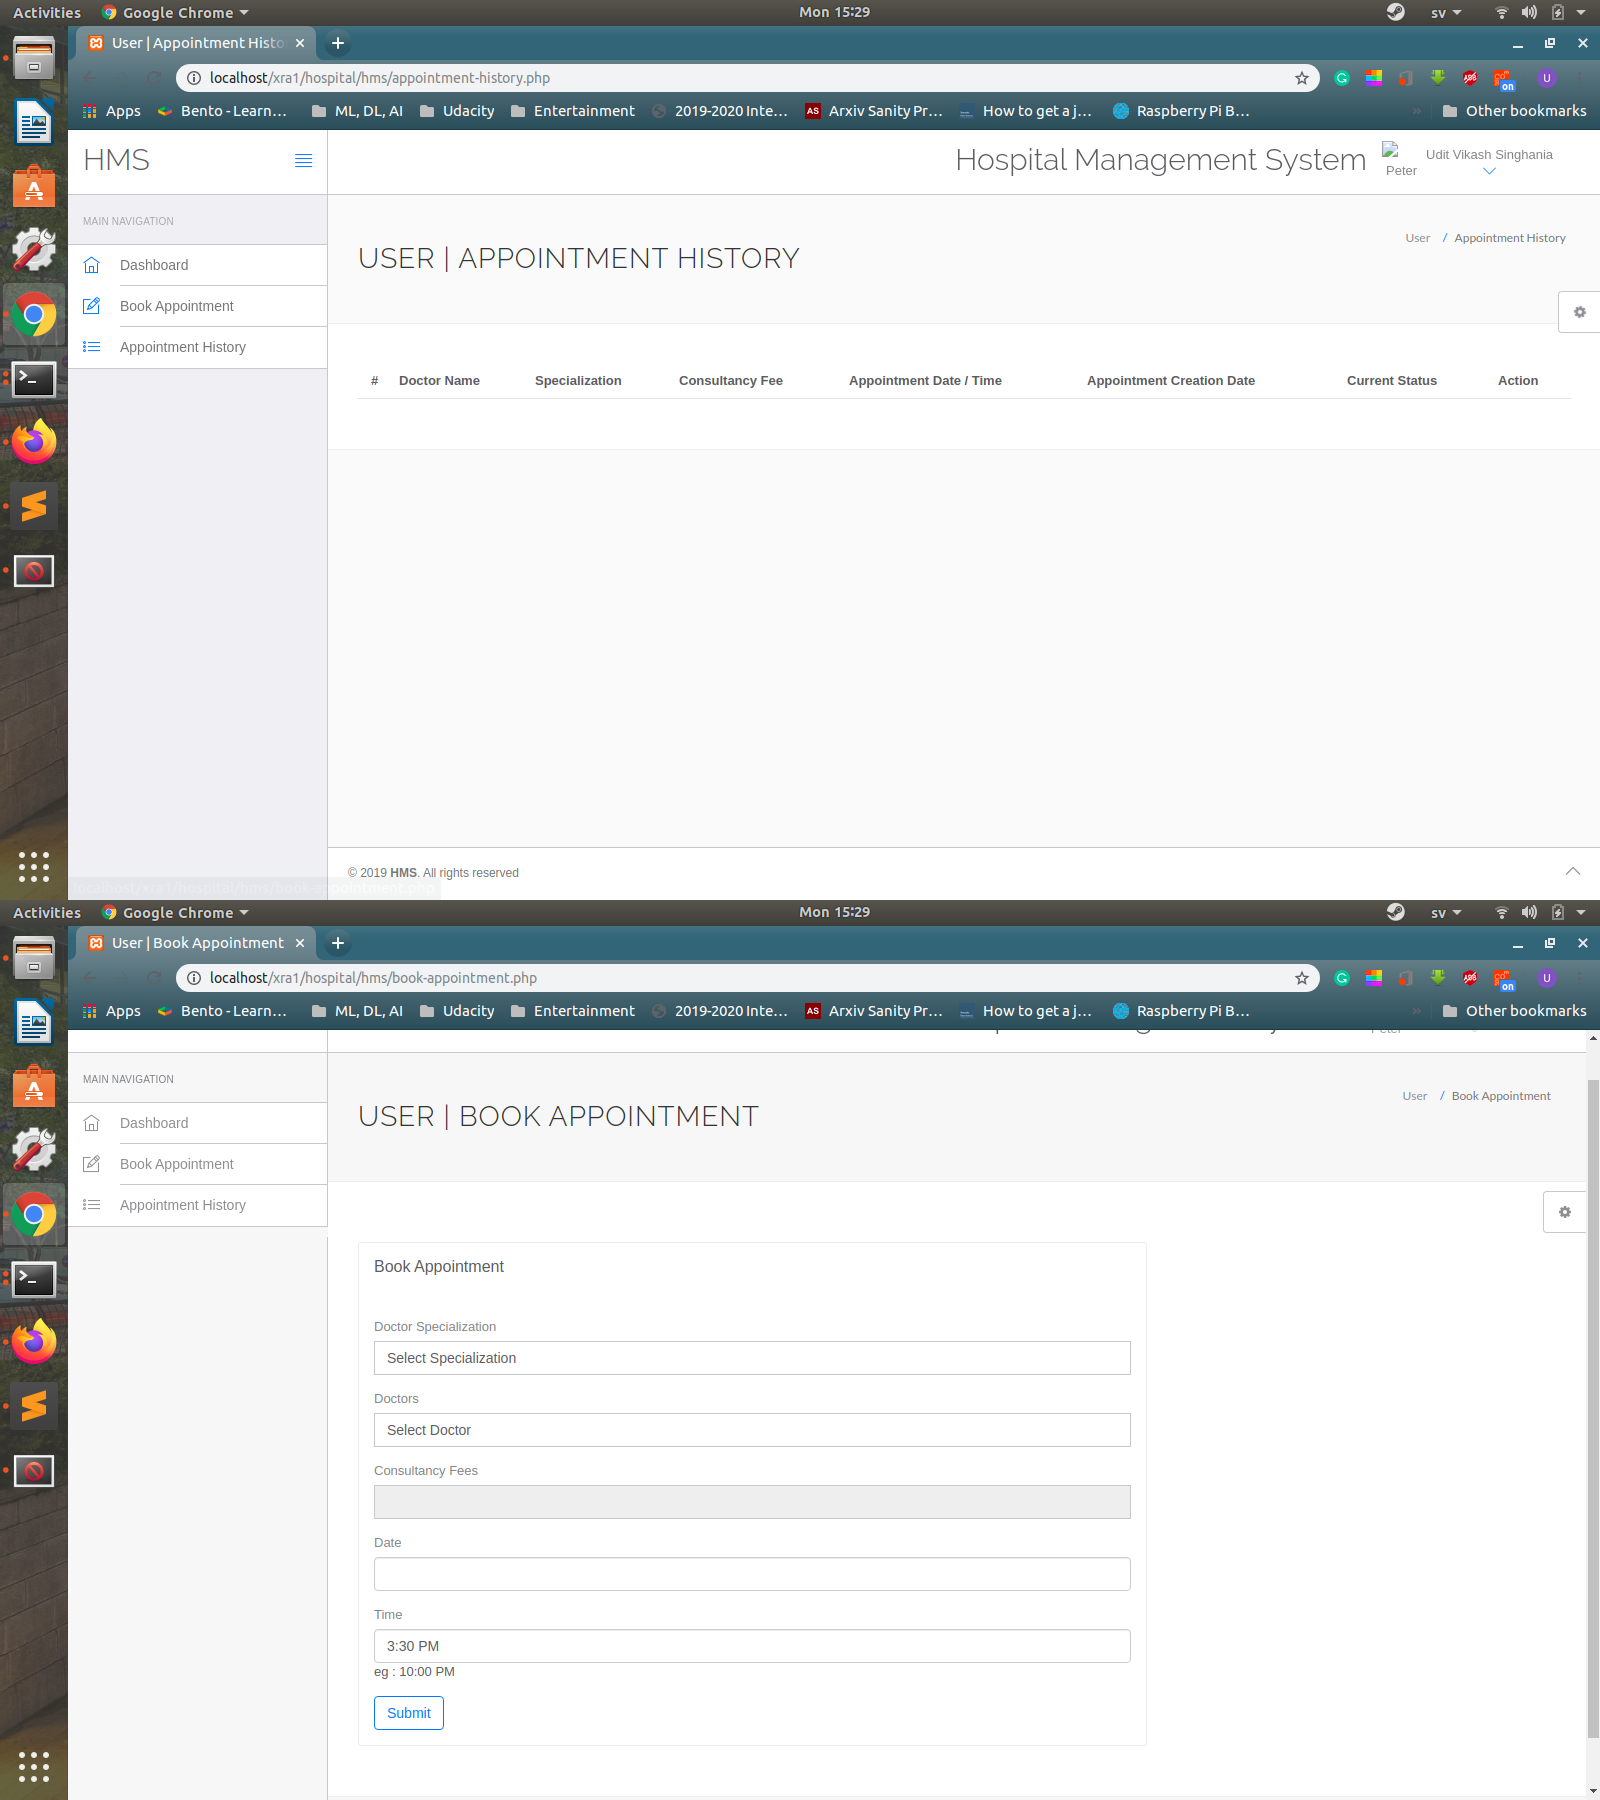 Activities Google Chrome Mon 15:29 sv
User | Appointment Histo
localhost/xra1/hospital/hms/appointment-history.php
Apps Bento - Learn… ML, DL, AI Udacity Entertainment 2019-2020 Inte… Arxiv Sanity Pr… How to get a j… Raspberry Pi B… » Other bookmarks
HMS Hospital Management System Peter Udit Vikash Singhania
MAIN NAVIGATION
Dashboard
Book Appointment
Appointment History
USER | APPOINTMENT HISTORY
User / Appointment History
# Doctor Name Specialization Consultancy Fee Appointment Date / Time Appointment Creation Date Current Status Action
© 2019 HMS. All rights reserved
localhost/xra1/hospital/hms/book-appointment.php
Activities Google Chrome Mon 15:29 sv
User | Book Appointment
localhost/xra1/hospital/hms/book-appointment.php
Apps Bento - Learn… ML, DL, AI Udacity Entertainment 2019-2020 Inte… Arxiv Sanity Pr… How to get a j… Raspberry Pi B… » Other bookmarks
MAIN NAVIGATION
Dashboard
Book Appointment
Appointment History
USER | BOOK APPOINTMENT
User / Book Appointment
Book Appointment
Doctor Specialization
Select Specialization
Doctors
Select Doctor
Consultancy Fees
Date
Time
3:30 PM
eg : 10:00 PM
Submit